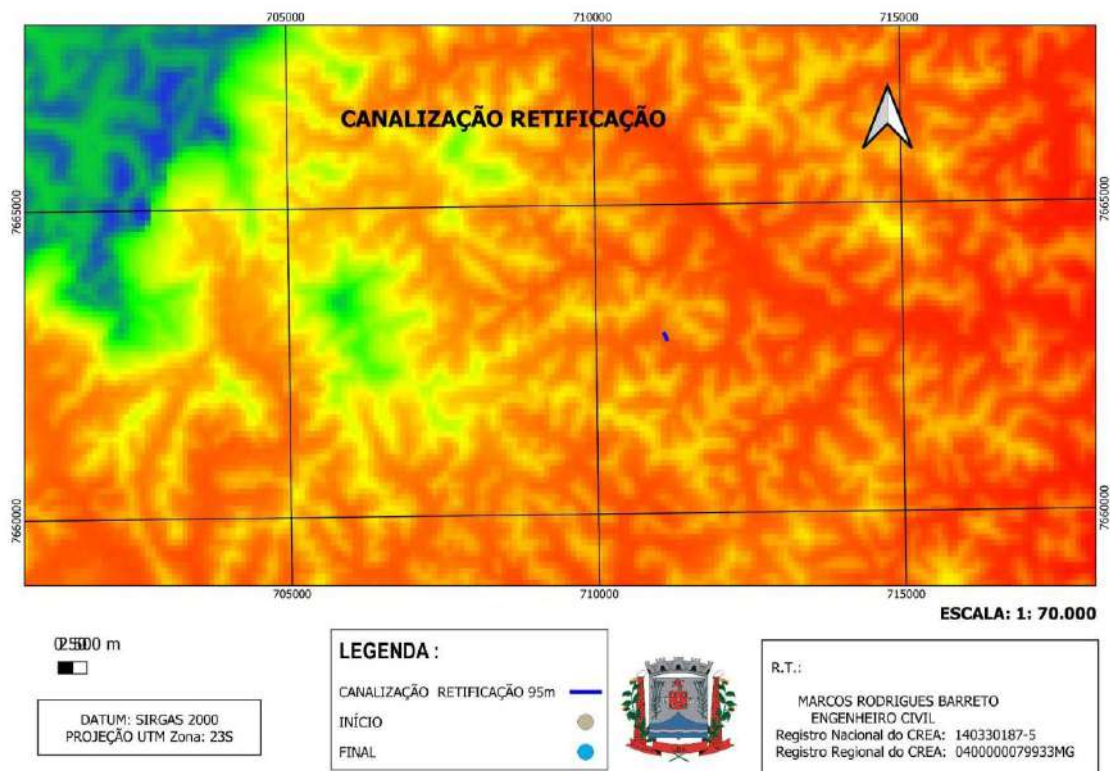 705000
710000
715000
CANALIZAÇÃO RETIFICAÇÃO
7665000
7665000
7660000
7660000
705000
710000
715000
ESCALA: 1: 70.000
500 m
LEGENDA :
CANALIZAÇÃO RETIFICAÇÃO 95m
INÍCIO
FINAL
DATUM: SIRGAS 2000
PROJEÇÃO UTM Zona: 23S
R.T.:
MARCOS RODRIGUES BARRETO
ENGENHEIRO CIVIL
Registro Nacional do CREA: 140330187-5
Registro Regional do CREA: 0400000079933MG